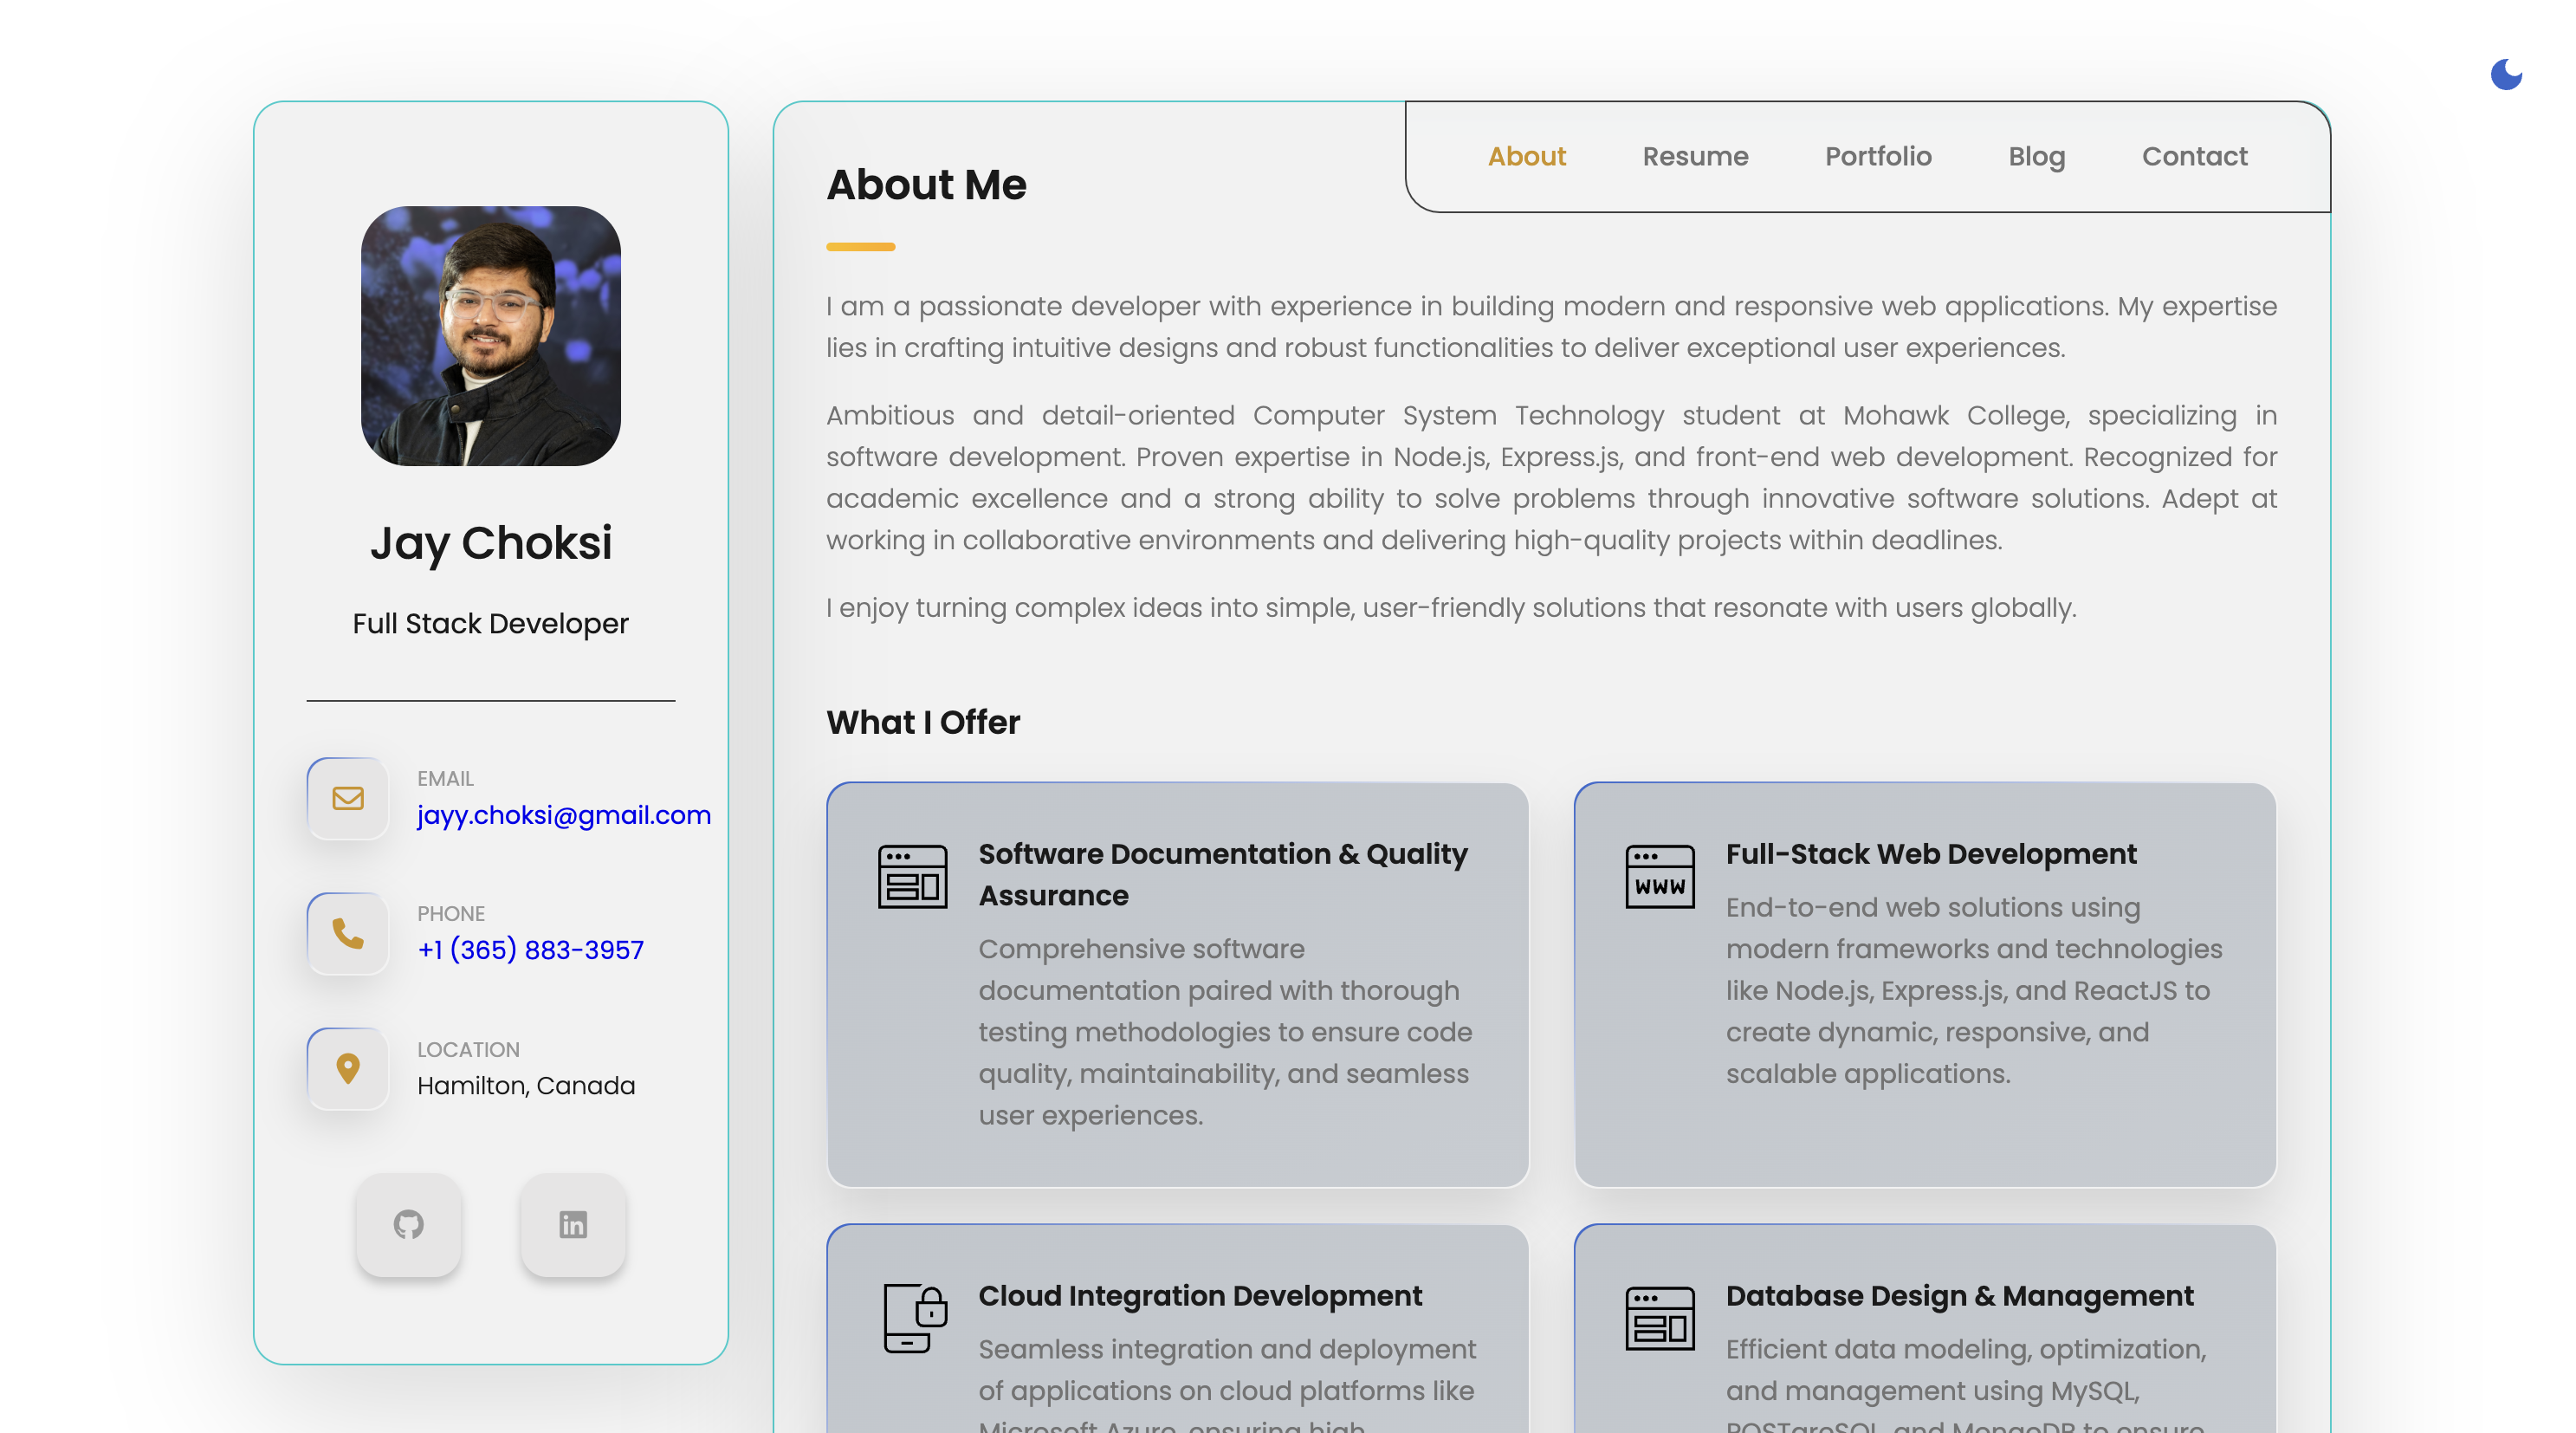 Jay Choksi
Full Stack Developer
EMAIL
jayy.choksi@gmail.com
PHONE
+1 (365) 883-3957
LOCATION
Hamilton, Canada
About Resume Portfolio Blog Contact
About Me
I am a passionate developer with experience in building modern and responsive web applications. My expertise
lies in crafting intuitive designs and robust functionalities to deliver exceptional user experiences.
Ambitious and detail-oriented Computer System Technology student at Mohawk College, specializing in
software development. Proven expertise in Node.js, Express.js, and front-end web development. Recognized for
academic excellence and a strong ability to solve problems through innovative software solutions. Adept at
working in collaborative environments and delivering high-quality projects within deadlines.
I enjoy turning complex ideas into simple, user-friendly solutions that resonate with users globally.
What I Offer
Software Documentation & Quality
Assurance
Comprehensive software
documentation paired with thorough
testing methodologies to ensure code
quality, maintainability, and seamless
user experiences.
WWW
Full-Stack Web Development
End-to-end web solutions using
modern frameworks and technologies
like Node.js, Express.js, and ReactJS to
create dynamic, responsive, and
scalable applications.
Cloud Integration Development
Seamless integration and deployment
of applications on cloud platforms like
Microsoft Azure, ensuring high
Database Design & Management
Efficient data modeling, optimization,
and management using MySQL,
POSTgreSQL, and MongoDB to ensure